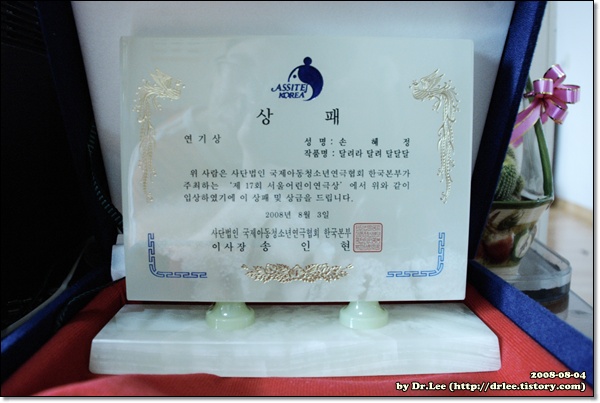 ASSITEJ
KOREA
상 패
연기상
성 명 : 손 혜 정
작품명 : 달려라 달려 달달달
위 사람은 사단법인 국제아동청소년연극협회 한국본부가
주최하는 "제 17회 서울어린이연극상" 에서 위와 같이
입상하였기에 이 상패 및 상금을 드립니다.
2008년 8월 3일
사단법인 국제아동청소년연극협회 한국본부
이사장 송 인 현
2008-08-04
by Dr.Lee (http://drlee.tistory.com)